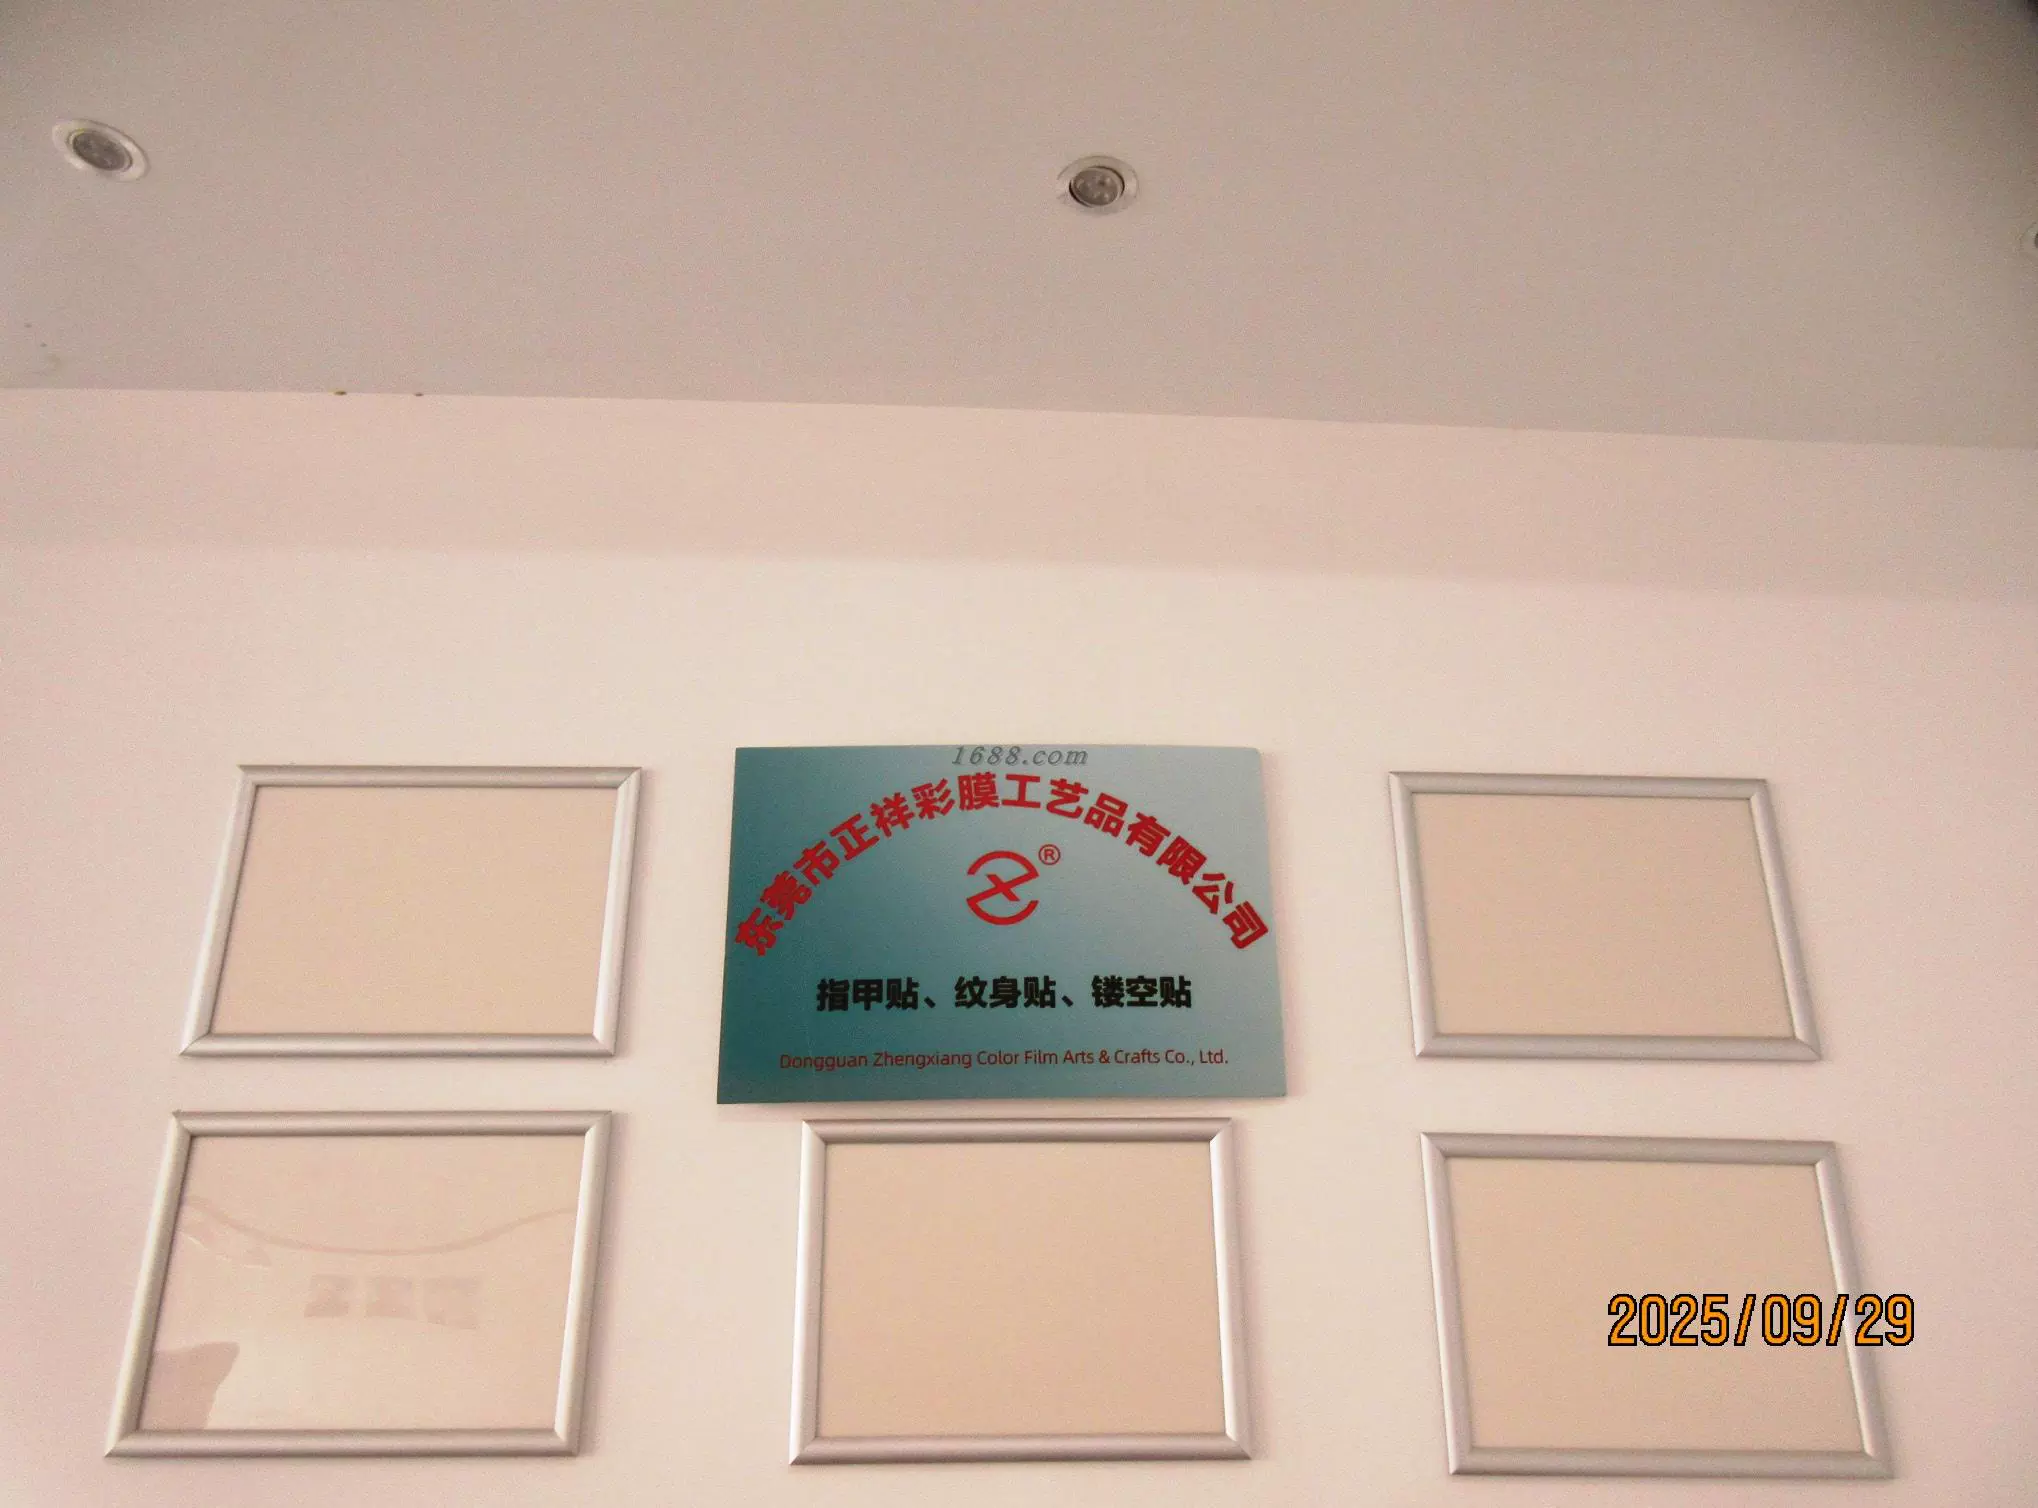 1688.com
东莞市正祥彩膜工艺品有限公司
®
指甲贴、纹身贴、镂空贴
Dongguan Zhengxiang Color Film Arts & Crafts Co., Ltd.
2025/09/29